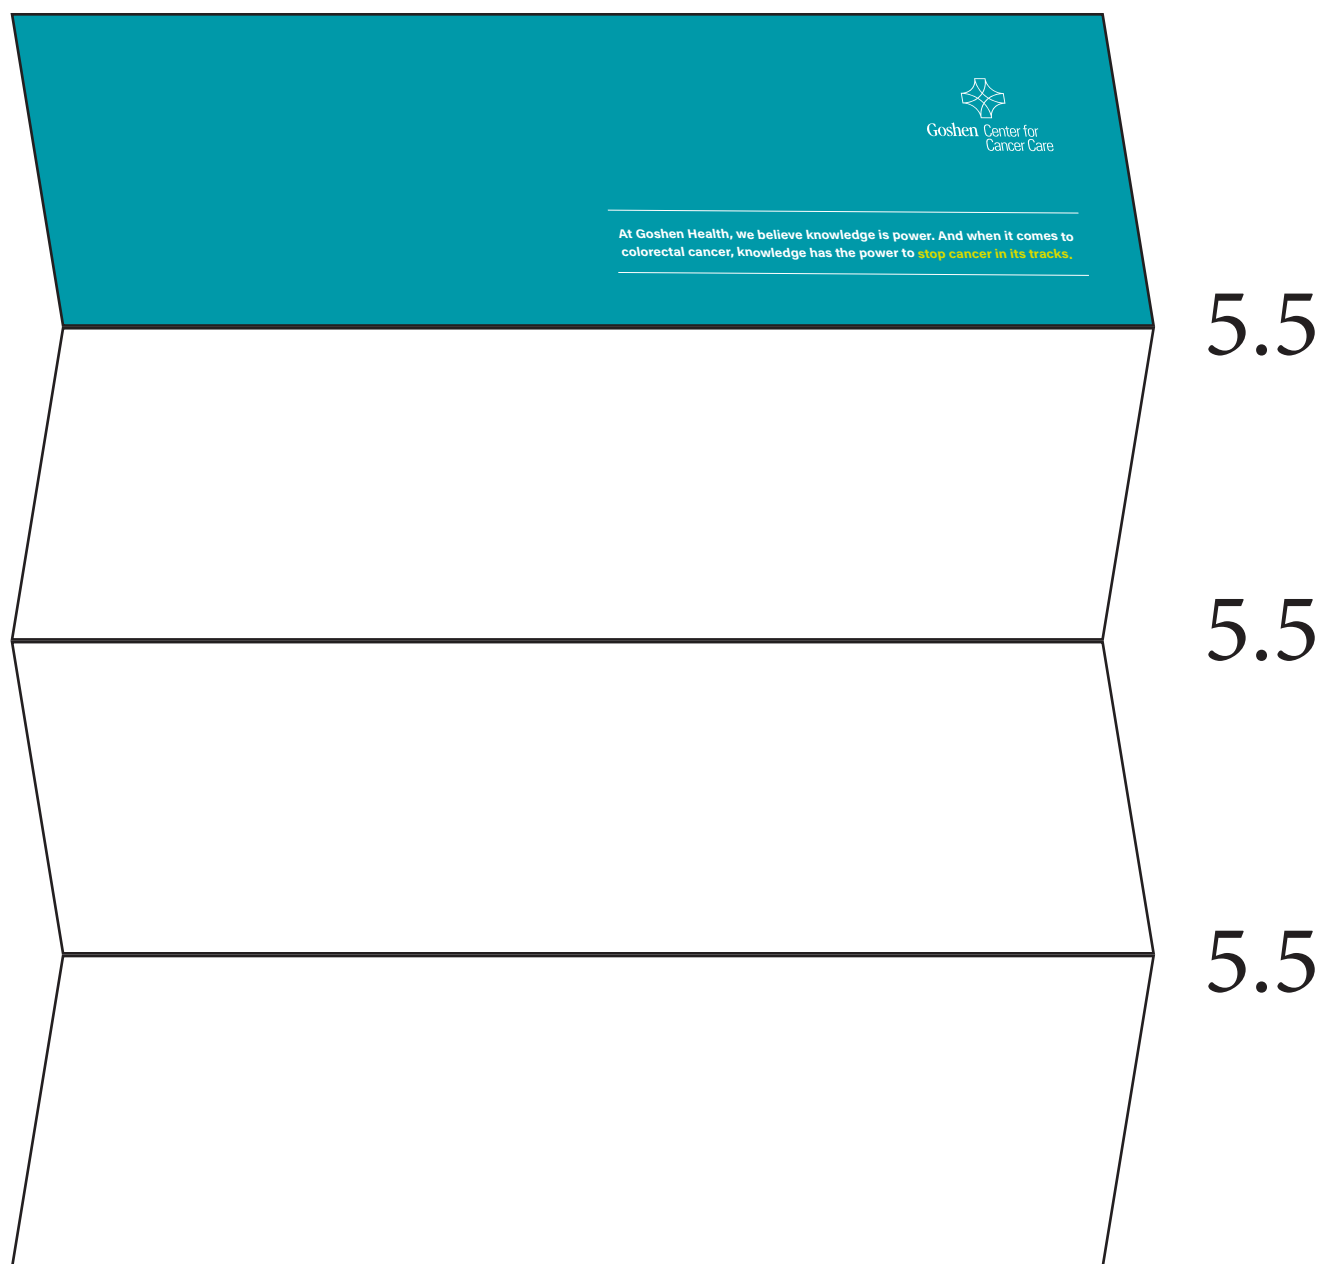 Goshen Center for
Cancer Care
At Goshen Health, we believe knowledge is power. And when it comes to
colorectal cancer, knowledge has the power to stop cancer in its tracks.
5.5
5.5
5.5